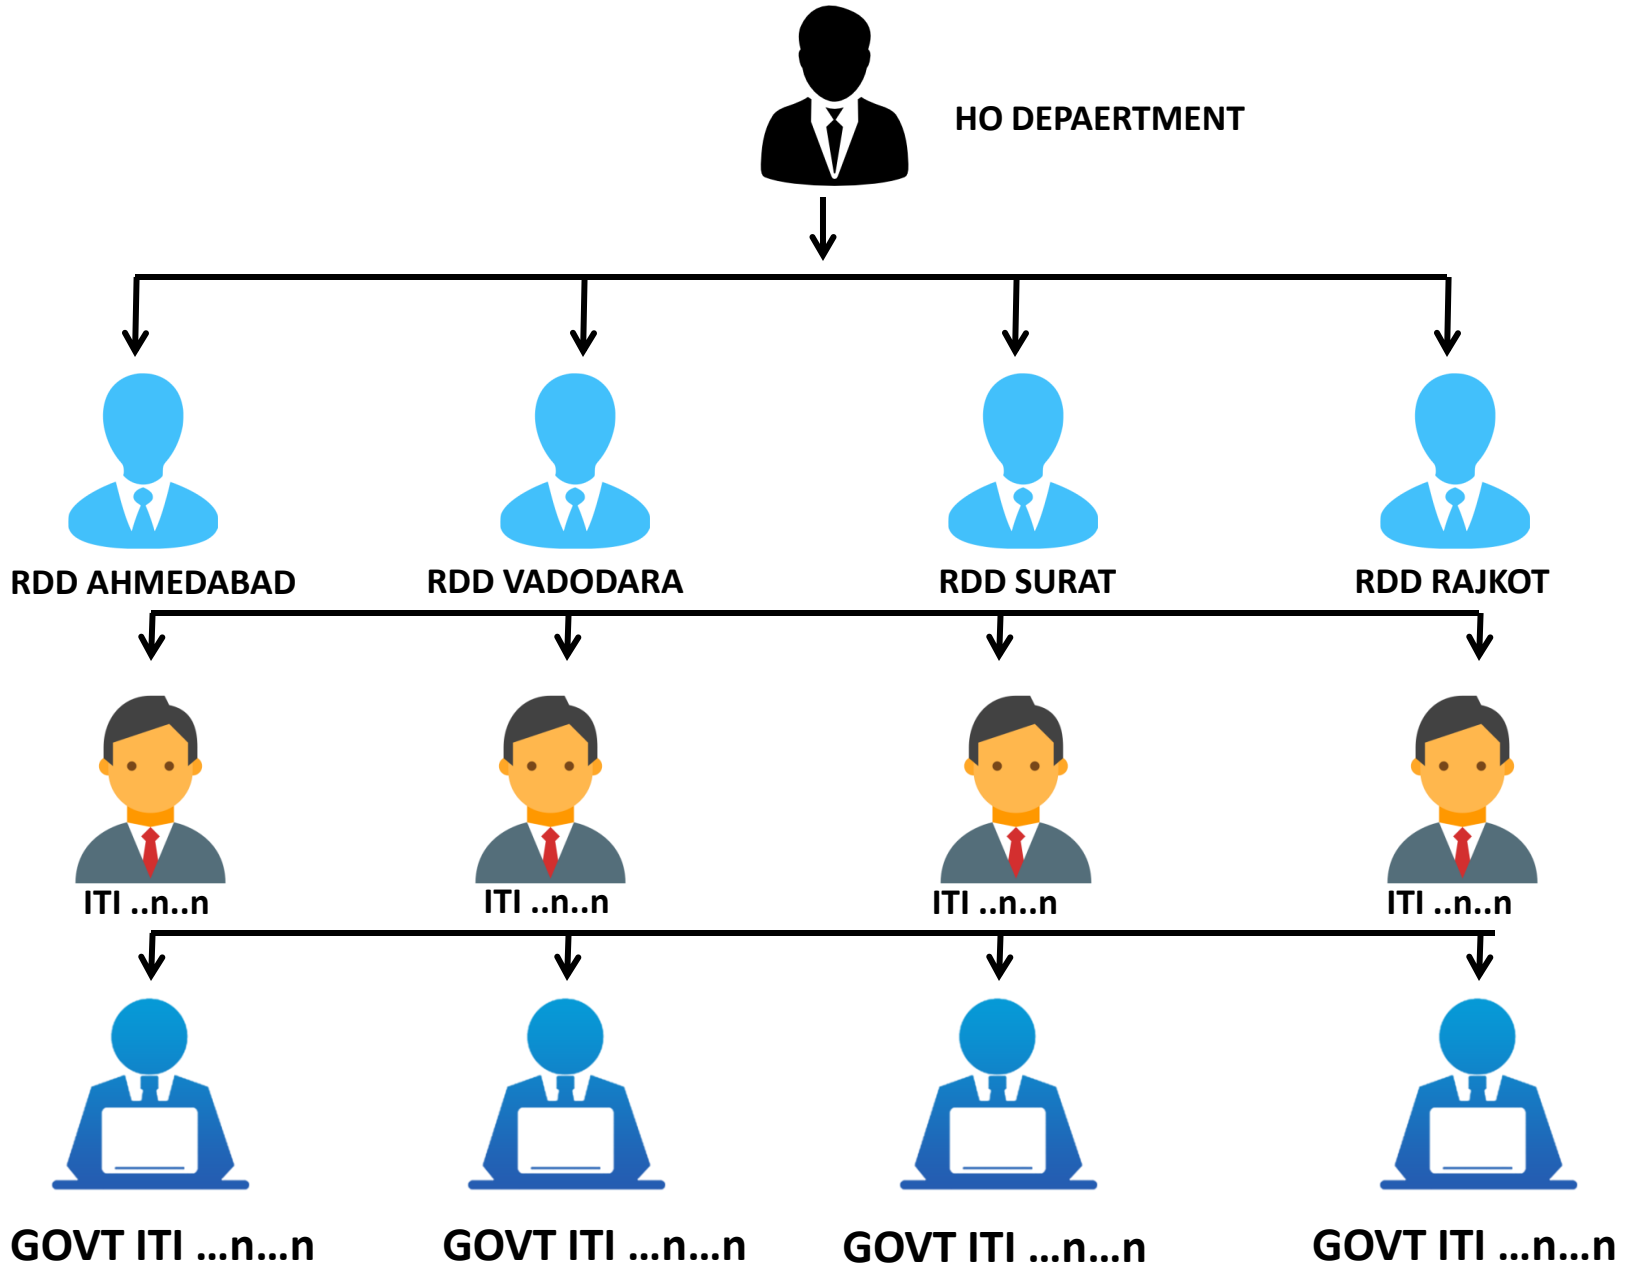 HO DEPAERTMENT
RDD AHMEDABAD
RDD VADODARA
RDD SURAT
RDD RAJKOT
ITI ..n..n
ITI ..n..n
ITI ..n..n
ITI ..n..n
GOVT ITI ...n...n
GOVT ITI ...n...n
GOVT ITI ...n...n
GOVT ITI ...n...n